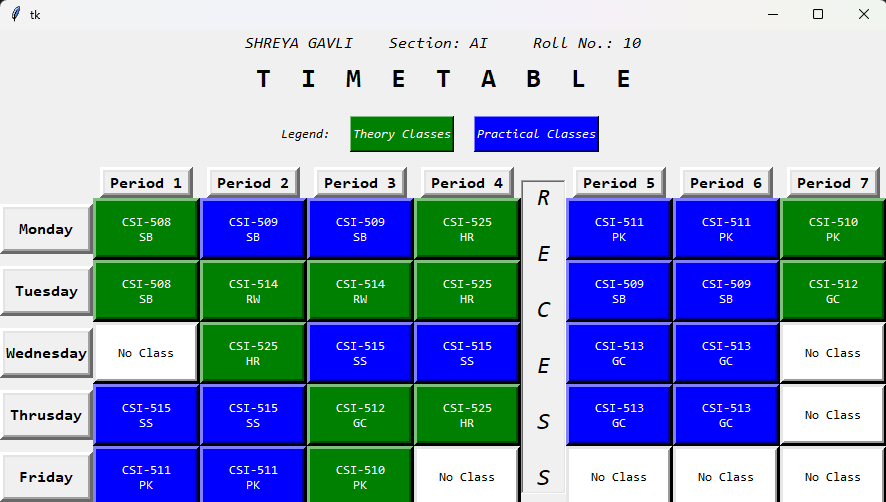 tk
SHREYA GAVLI Section: AI Roll No.: 10
T I M E T A B L E
Legend: Theory Classes Practical Classes
Period 1 Period 2 Period 3 Period 4 Period 5 Period 6 Period 7
R
E
C
E
S
S
Monday
CSI-508 CSI-509 CSI-509 CSI-525 CSI-511 CSI-511 CSI-510
SB SB SB HR PK PK PK
Tuesday
CSI-508 CSI-514 CSI-514 CSI-525 CSI-509 CSI-509 CSI-512
SB RW RW HR SB SB GC
Wednesday
No Class CSI-525 CSI-515 CSI-515 CSI-513 CSI-513 No Class
HR SS SS GC GC
Thrusday
CSI-515 CSI-515 CSI-512 CSI-525 CSI-513 CSI-513 No Class
SS SS GC HR GC GC
Friday
CSI-511 CSI-511 CSI-510 No Class No Class No Class No Class
PK PK PK